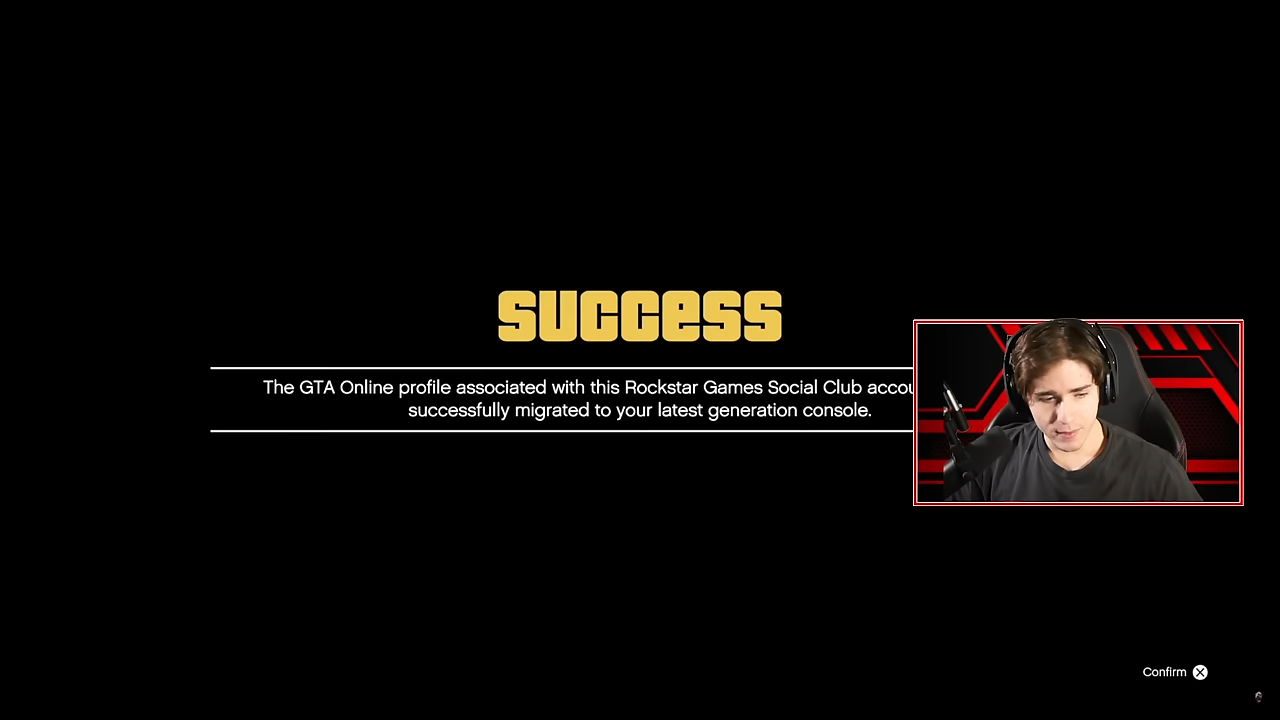 SUCCESS
The GTA Online profile associated with this Rockstar Games Social Club
successfully migrated to your latest generation console.
Confirm